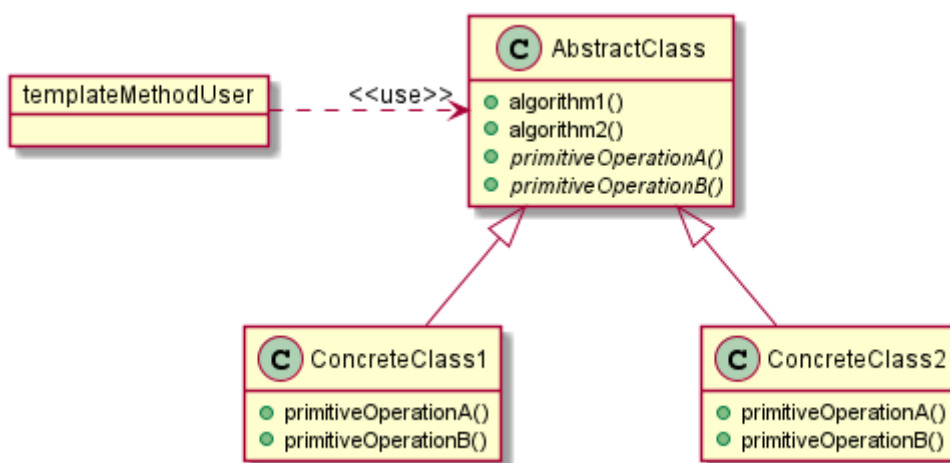 C AbstractClass
templateMethodUser
<<use>>
algorithm1()
algorithm2()
primitiveOperationA()
primitiveOperationB()
C ConcreteClass1
primitiveOperationA()
primitiveOperationB()
C ConcreteClass2
primitiveOperationA()
primitiveOperationB()